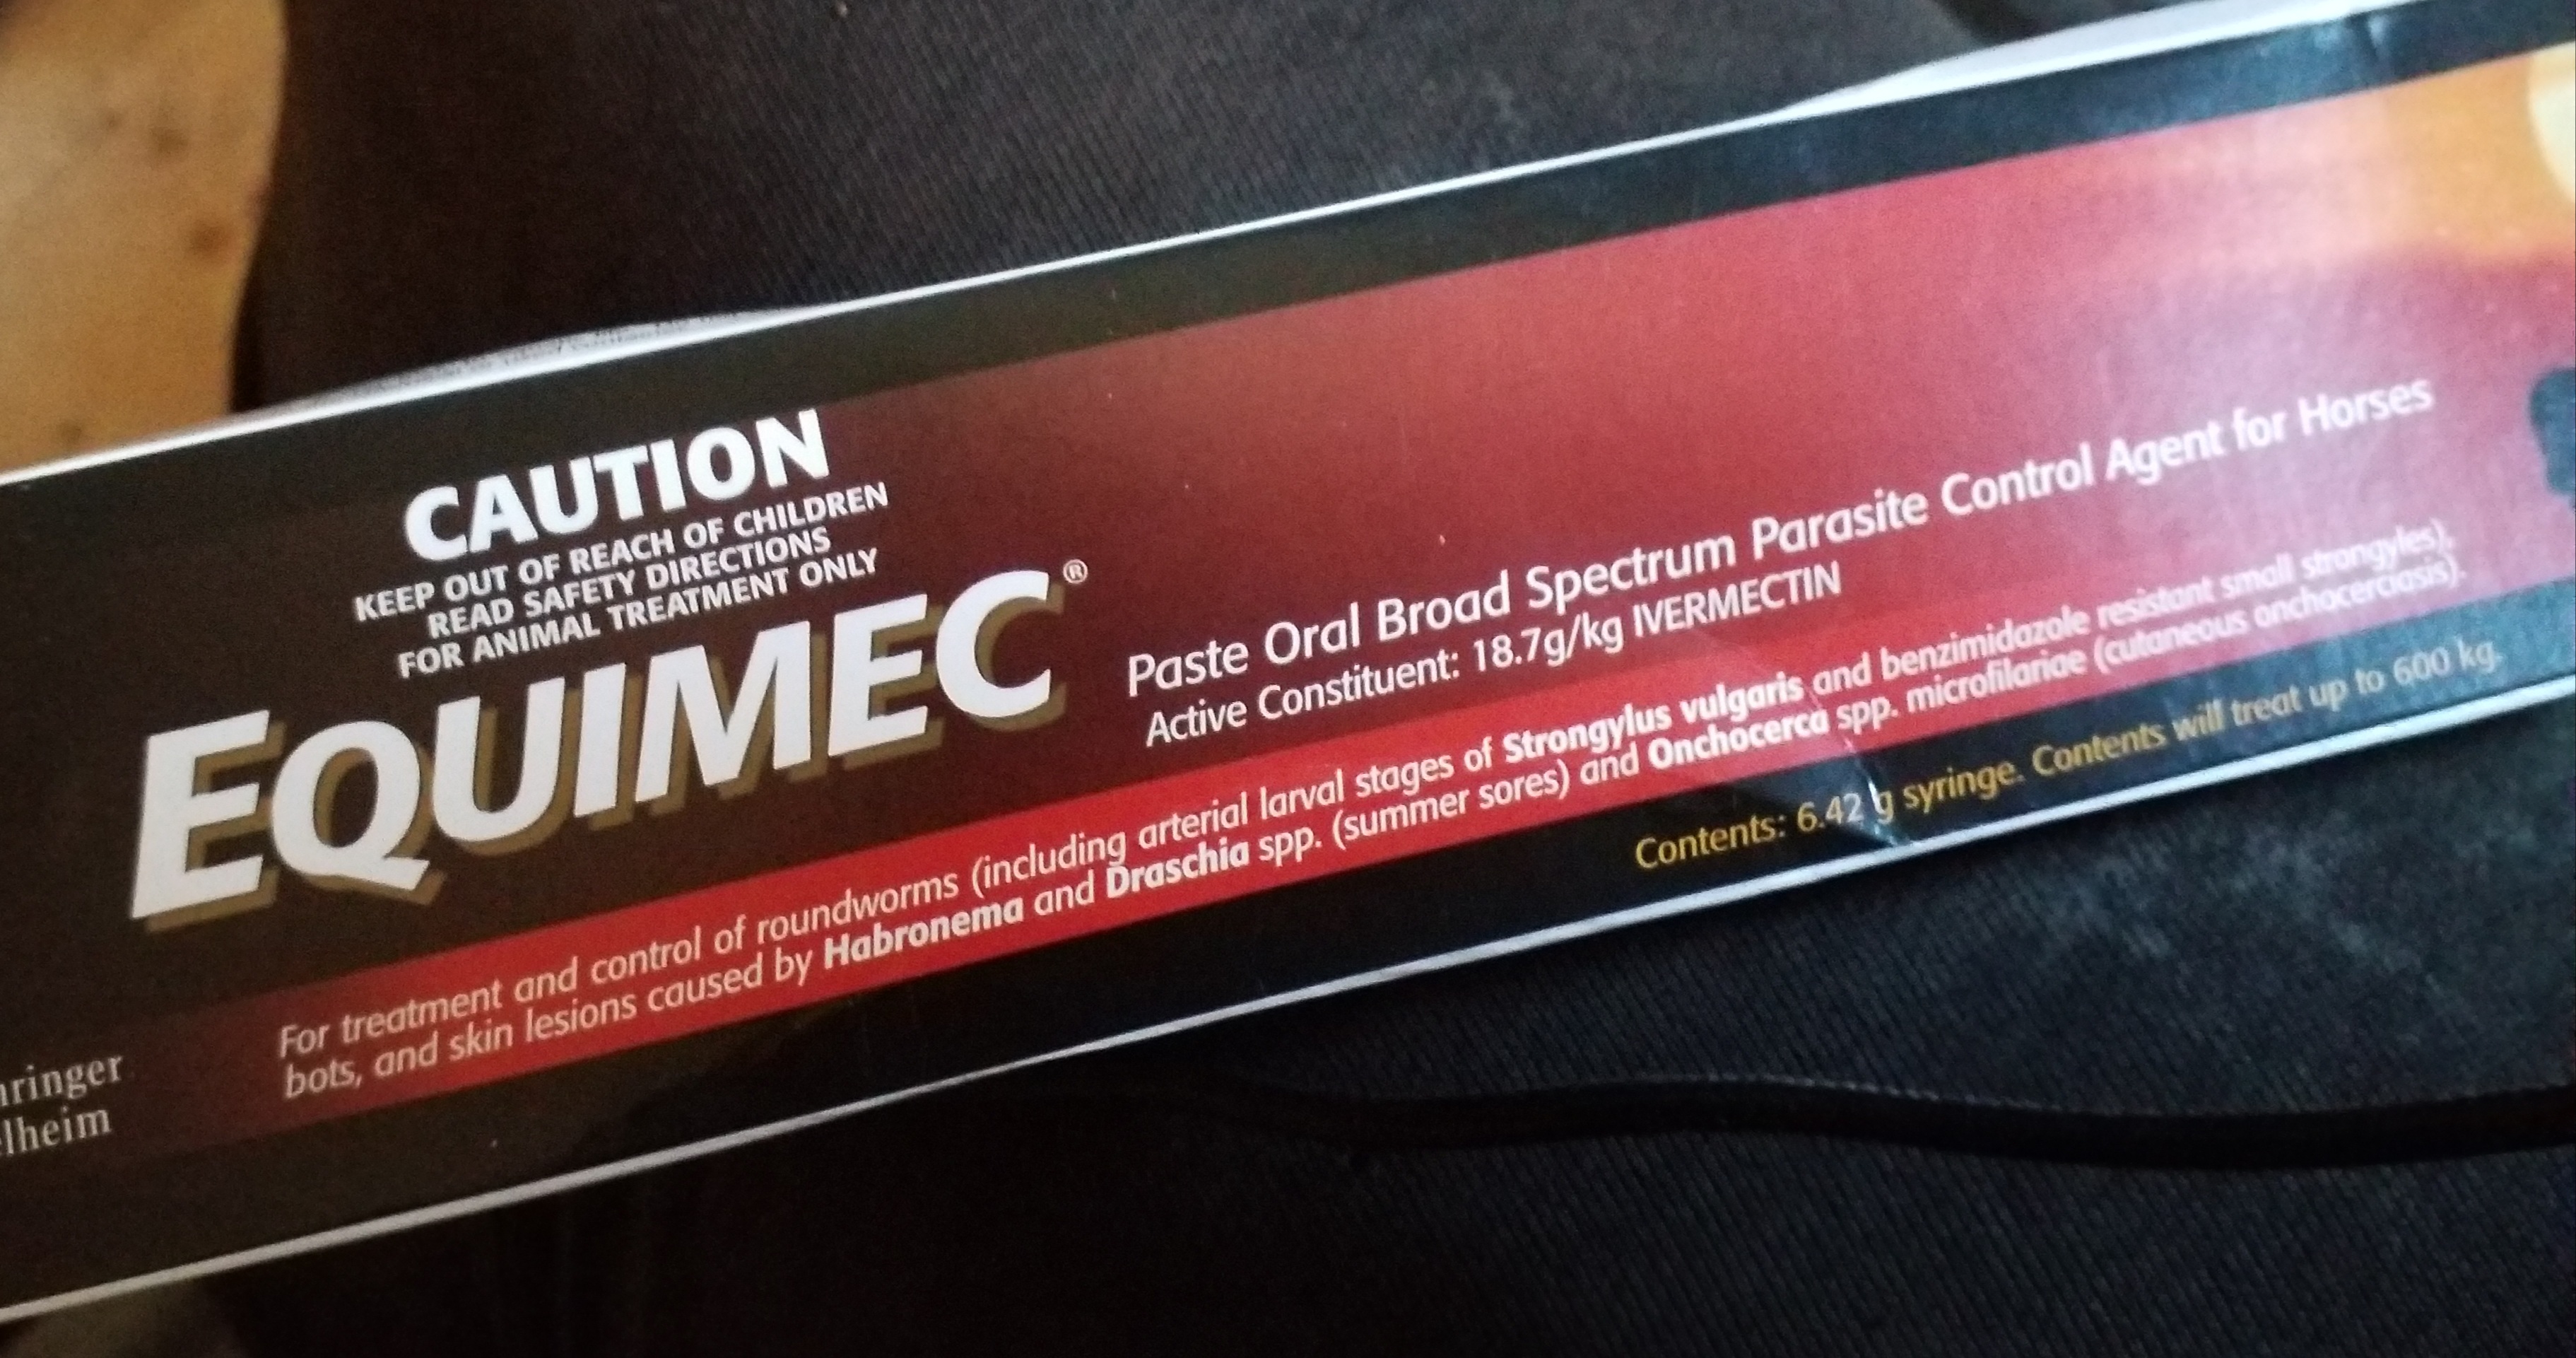 CAUTION
KEEP OUT OF REACH OF CHILDREN
READ SAFETY DIRECTIONS
FOR ANIMAL TREATMENT ONLY
EQUIMEC®
Paste Oral Broad Spectrum Parasite Control Agent for Horses
Active Constituent: 18.7g/kg IVERMECTIN
For treatment and control of roundworms (including arterial larval stages of Strongylus vulgaris and benzimidazole resistant small strongyles),
bots, and skin lesions caused by Habronema and Draschia spp. (summer sores) and Onchocerca spp. microfilariae (cutaneous onchocerciasis).
Contents: 6.42 g syringe. Contents will treat up to 600 kg.